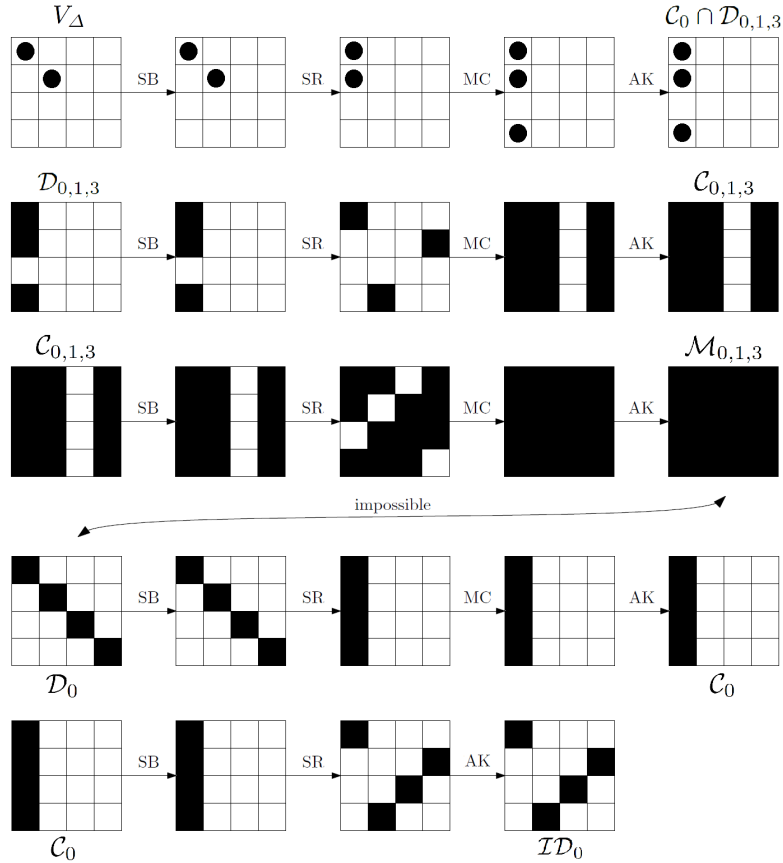 V_Δ C_0 ∩ D_{0,1,3}
SB SR MC AK
D_{0,1,3} C_{0,1,3}
SB SR MC AK
C_{0,1,3} M_{0,1,3}
SB SR MC AK
impossible
SB SR MC AK
D_0 C_0
SB SR AK
C_0 ID_0